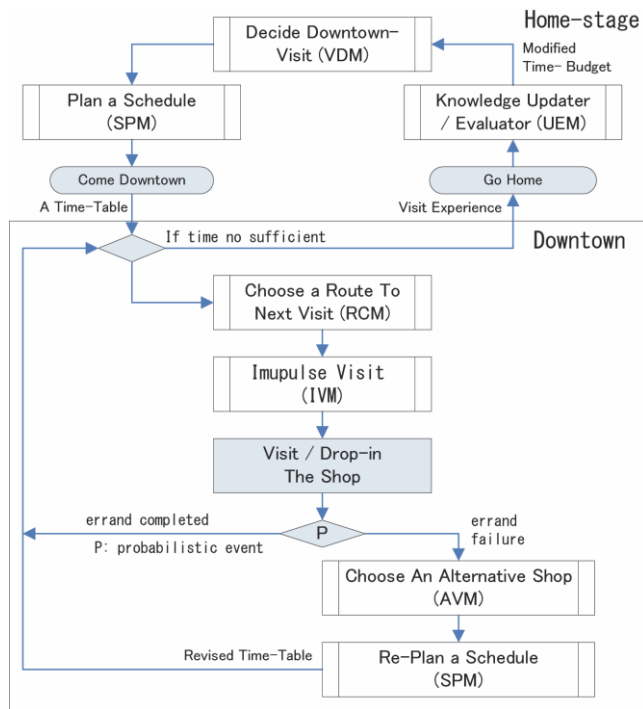 Home-stage
Decide Downtown-
Visit (VDM)
Modified
Time- Budget
Plan a Schedule
(SPM)
Knowledge Updater
/ Evaluator (UEM)
Come Downtown
Go Home
A Time-Table
Visit Experience
If time no sufficient
Downtown
Choose a Route To
Next Visit (RCM)
Imupulse Visit
(IVM)
Visit / Drop-in
The Shop
errand completed
P
errand
failure
P: probabilistic event
Choose An Alternative Shop
(AVM)
Revised Time-Table
Re-Plan a Schedule
(SPM)